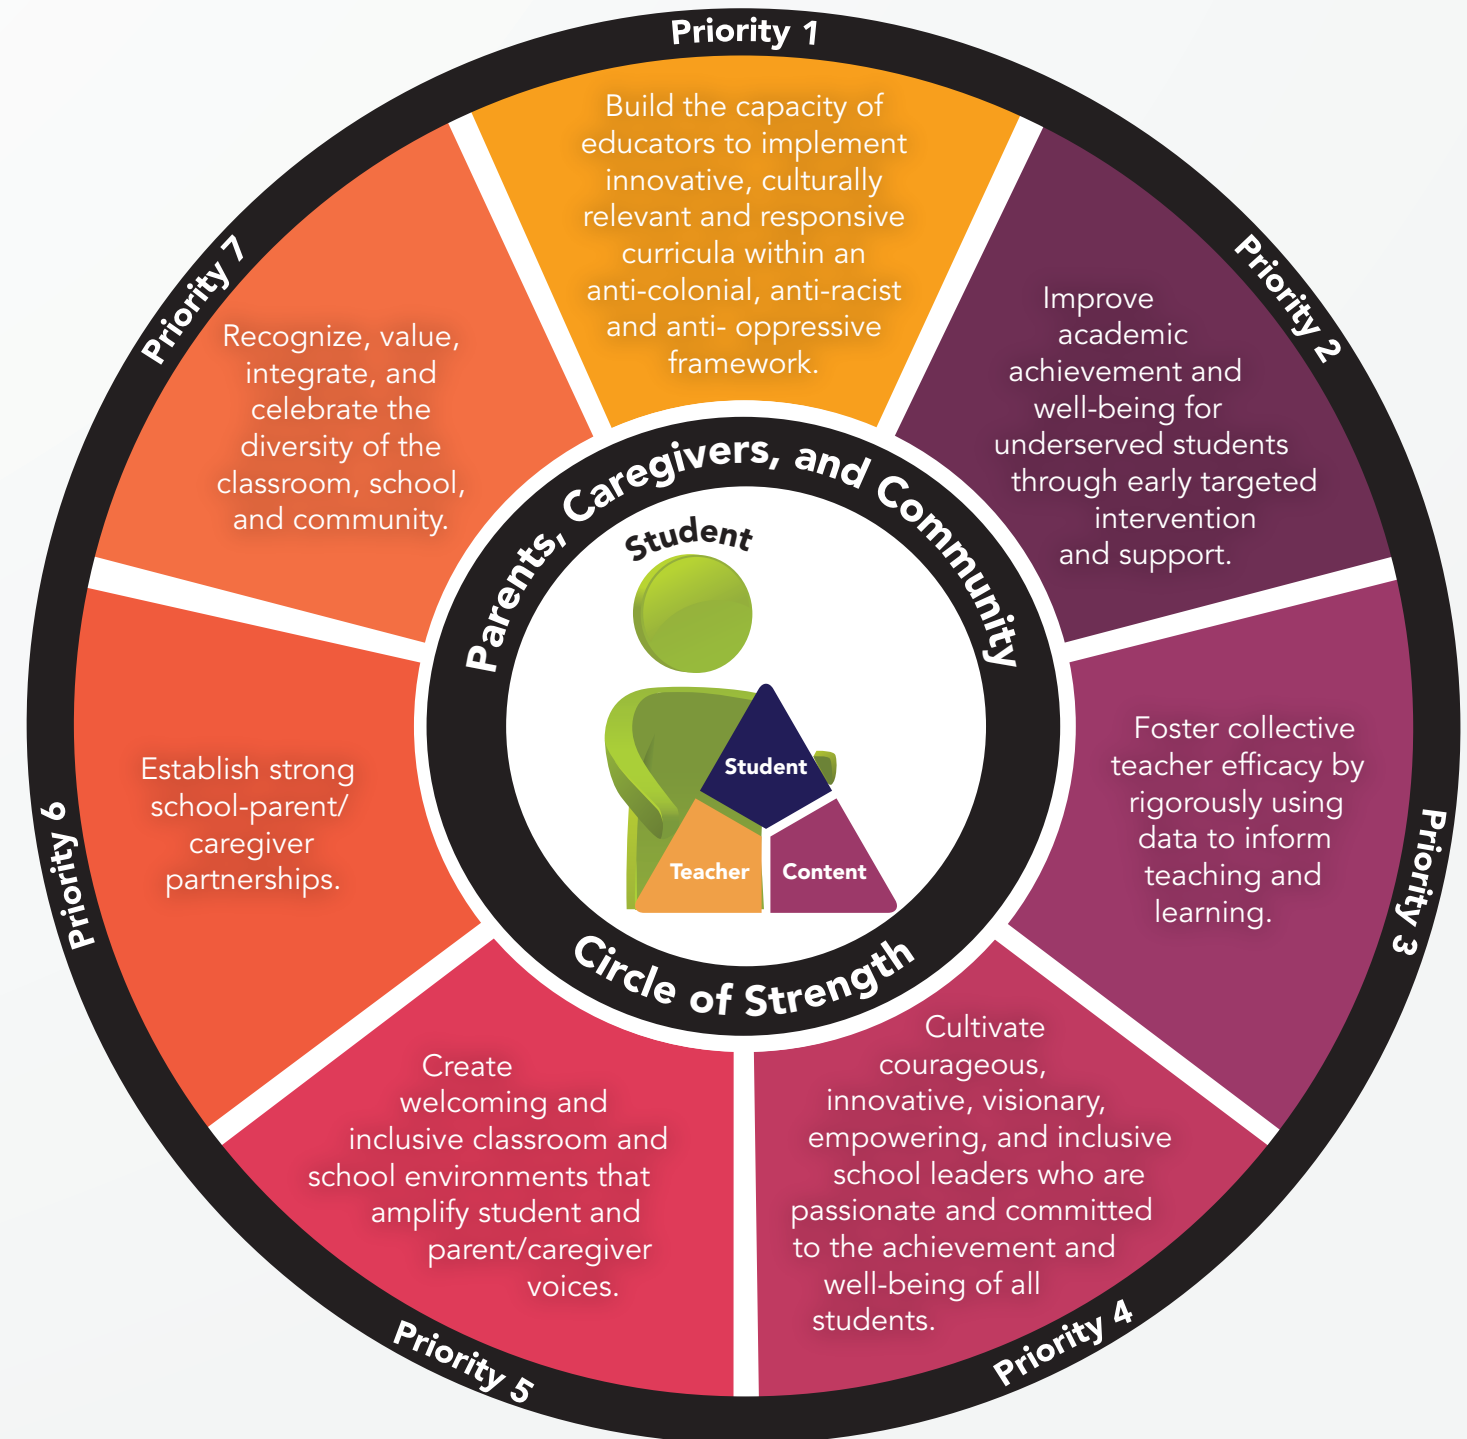 Priority 1
Build the capacity of
educators to implement
innovative, culturally
relevant and responsive
curricula within an
anti-colonial, anti-racist
and anti- oppressive
framework.
Priority 2
Improve
academic
achievement and
well-being for
underserved students
through early targeted
intervention
and support.
Priority 3
Foster collective
teacher efficacy by
rigorously using
data to inform
teaching and
learning.
Priority 4
Cultivate
courageous,
innovative, visionary,
empowering, and inclusive
school leaders who are
passionate and committed
to the achievement and
well-being of all
students.
Priority 5
Create
welcoming and
inclusive classroom and
school environments that
amplify student and
parent/caregiver
voices.
Priority 6
Establish strong
school-parent/
caregiver
partnerships.
Priority 7
Recognize, value,
integrate, and
celebrate the
diversity of the
classroom, school,
and community.
Parents, Caregivers, and Community
Student
Student
Teacher
Content
Circle of Strength